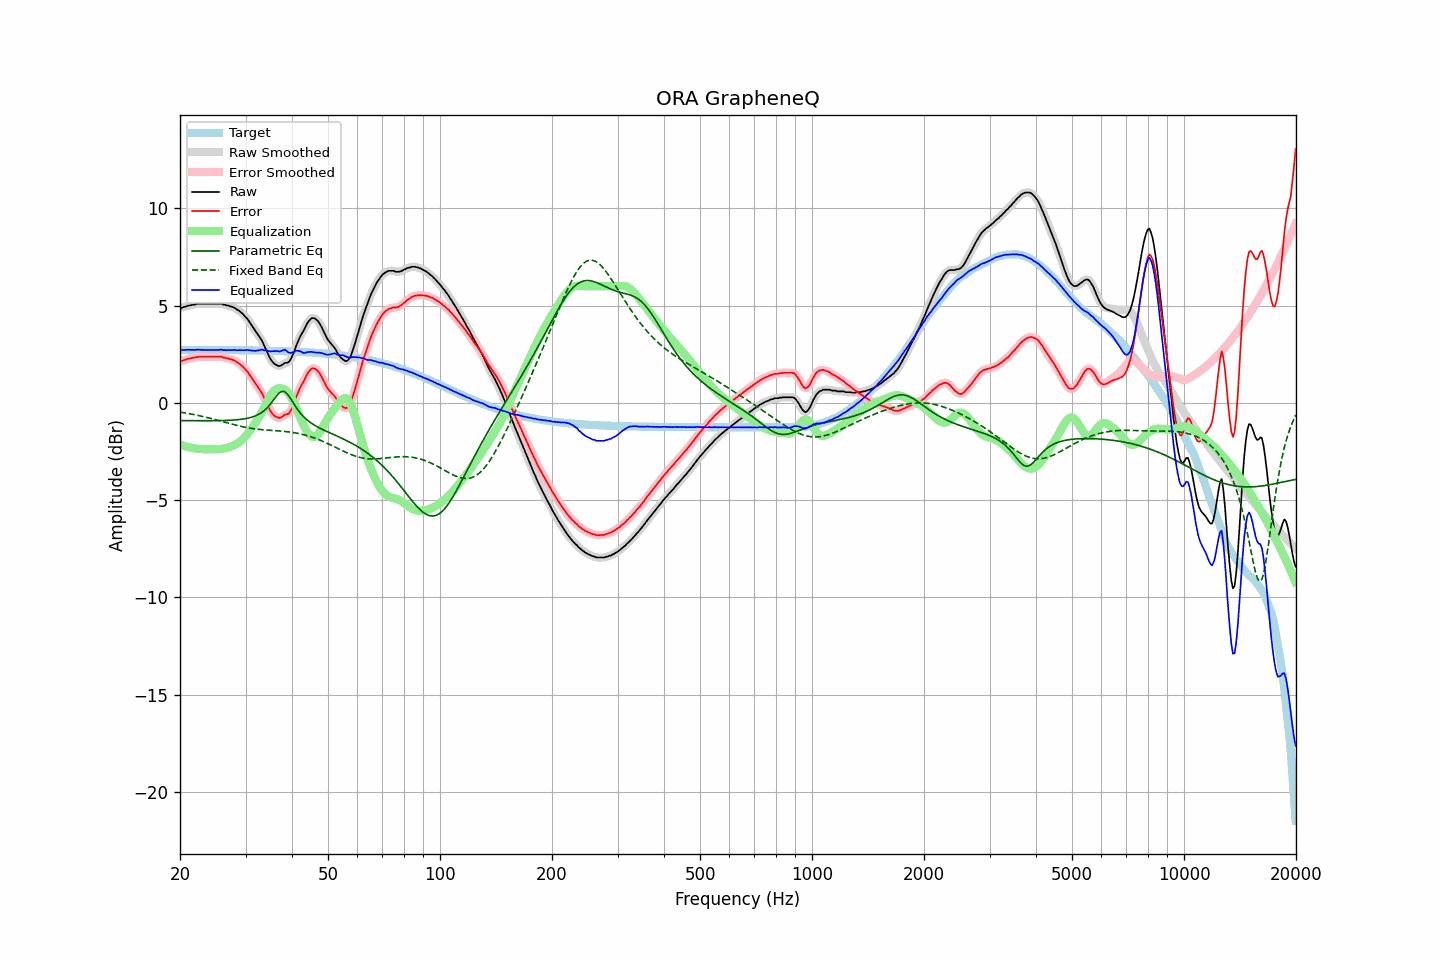 ORA GrapheneQ
Target
Raw Smoothed
Error Smoothed
Raw
Error
Equalization
Parametric Eq
Fixed Band Eq
Equalized
Amplitude (dBr)
10
5
0
−5
−10
−15
−20
20
50
100
200
500
1000
2000
5000
10000
20000
Frequency (Hz)